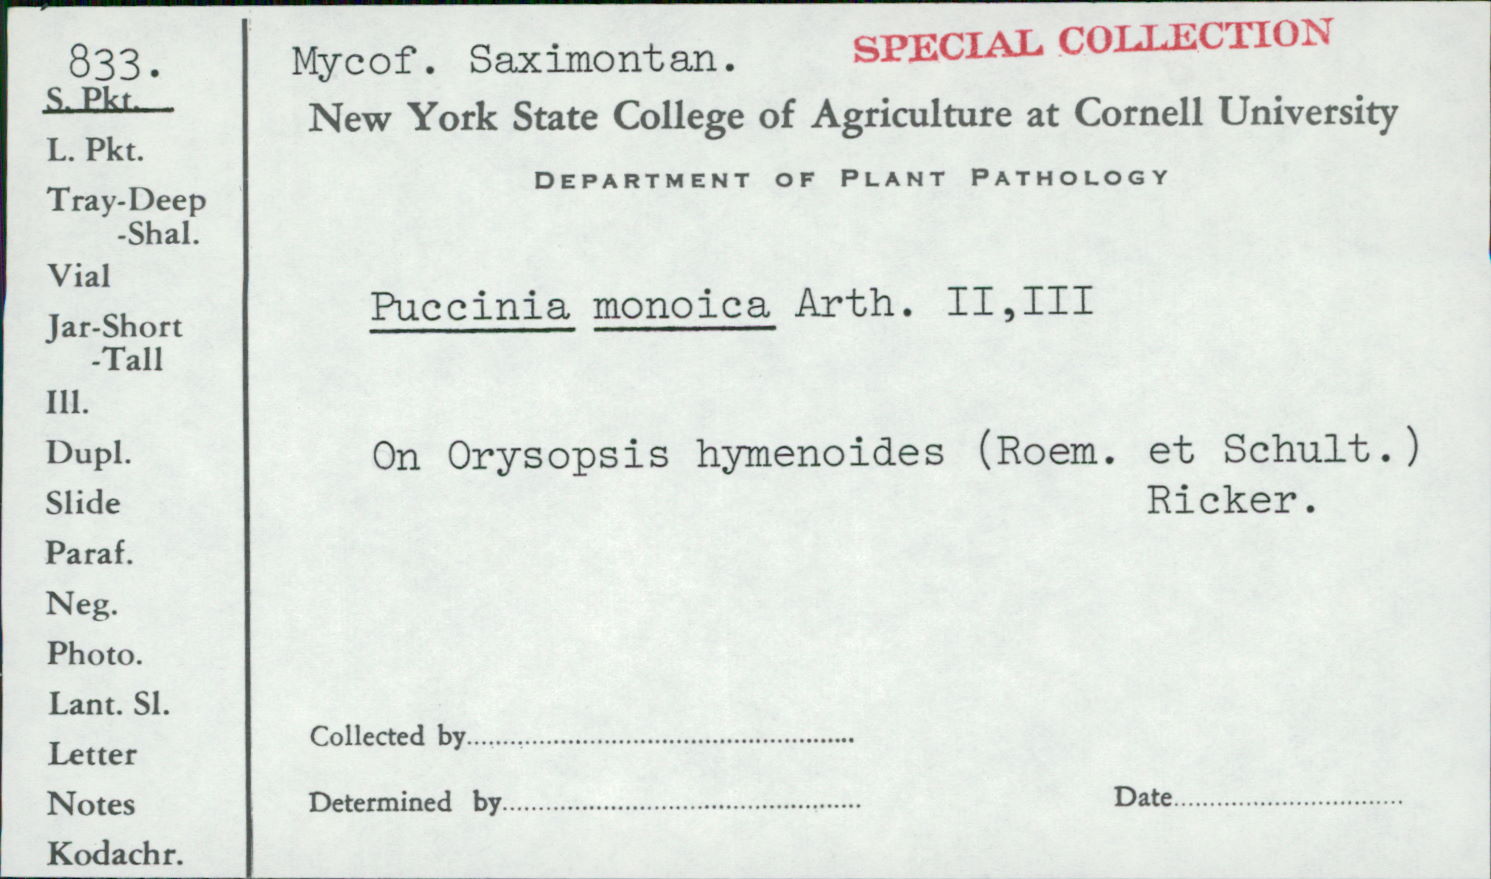 833.
S. Pkt.
L. Pkt.
Tray-Deep
-Shal.
Vial
Jar-Short
-Tall
Ill.
Dupl.
Slide
Paraf.
Neg.
Photo.
Lant. Sl.
Letter
Notes
Kodachr.
Mycof. Saximontan.
SPECIAL COLLECTION
New York State College of Agriculture at Cornell University
DEPARTMENT OF PLANT PATHOLOGY
Puccinia monoica Arth. II,III
On Orysopsis hymenoides (Roem. et Schult.)
Ricker.
Collected by
Determined by
Date